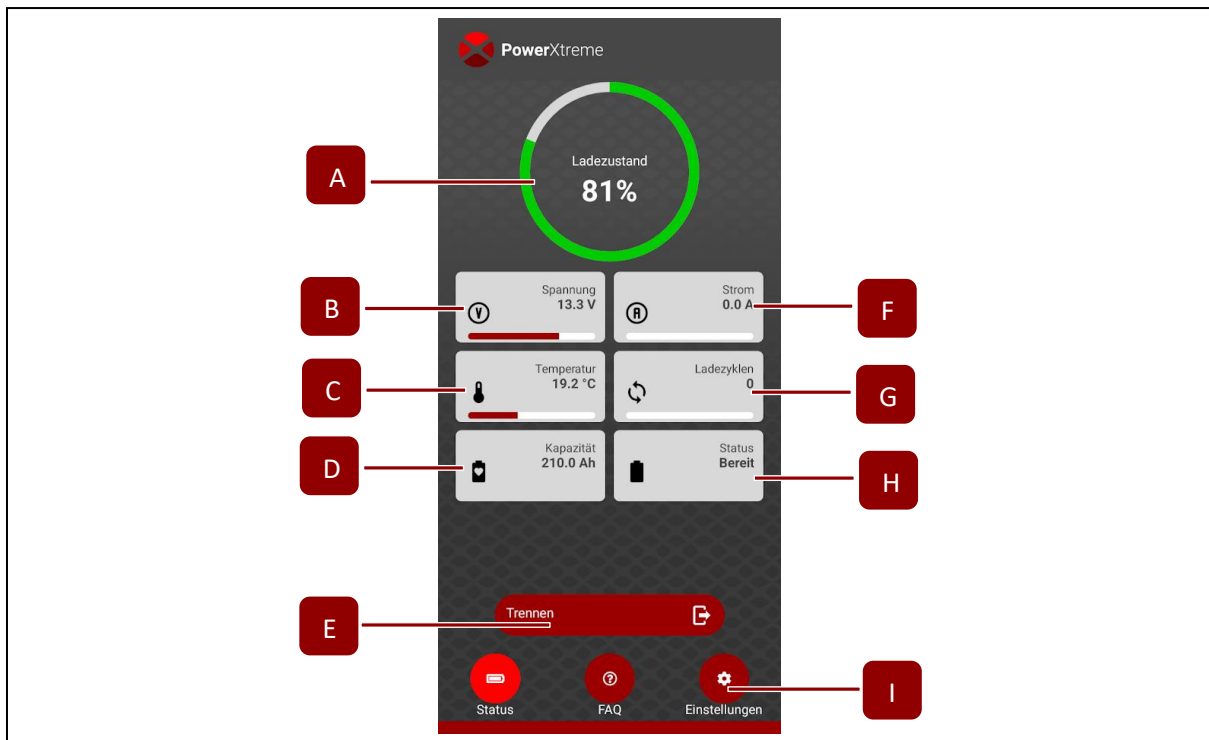 PowerXtreme
Ladezustand
81%
A
B
Spannung
13.3 V
Strom
0.0 A
F
C
Temperatur
19.2 °C
Ladezyklen
0
G
D
Kapazität
210.0 Ah
Status
Bereit
H
E
Trennen
Status
FAQ
Einstellungen
I